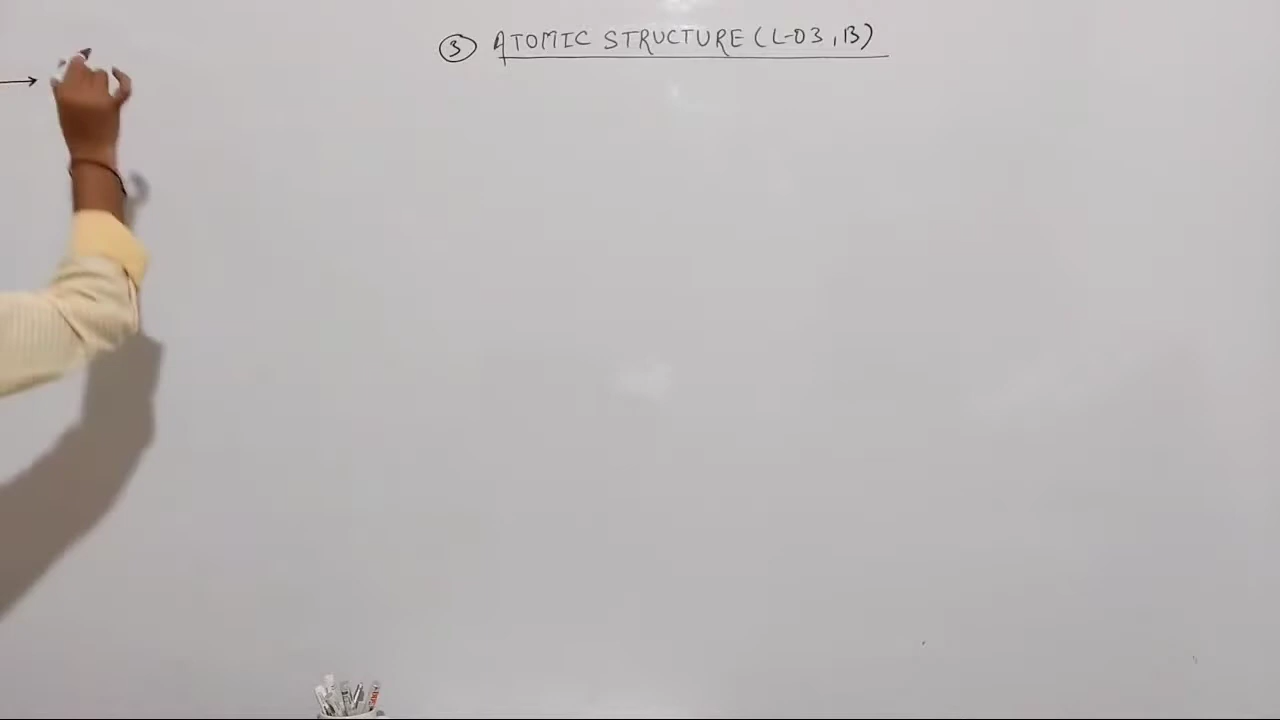 ③ ATOMIC STRUCTURE (L-03, B)
→